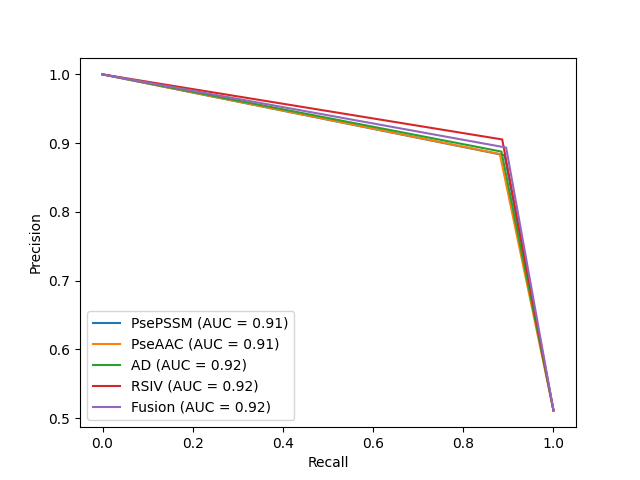 1.0
0.9
0.8
0.7
0.6
0.5
Precision
PsePSSM (AUC = 0.91)
PseAAC (AUC = 0.91)
AD (AUC = 0.92)
RSIV (AUC = 0.92)
Fusion (AUC = 0.92)
0.0 0.2 0.4 0.6 0.8 1.0
Recall